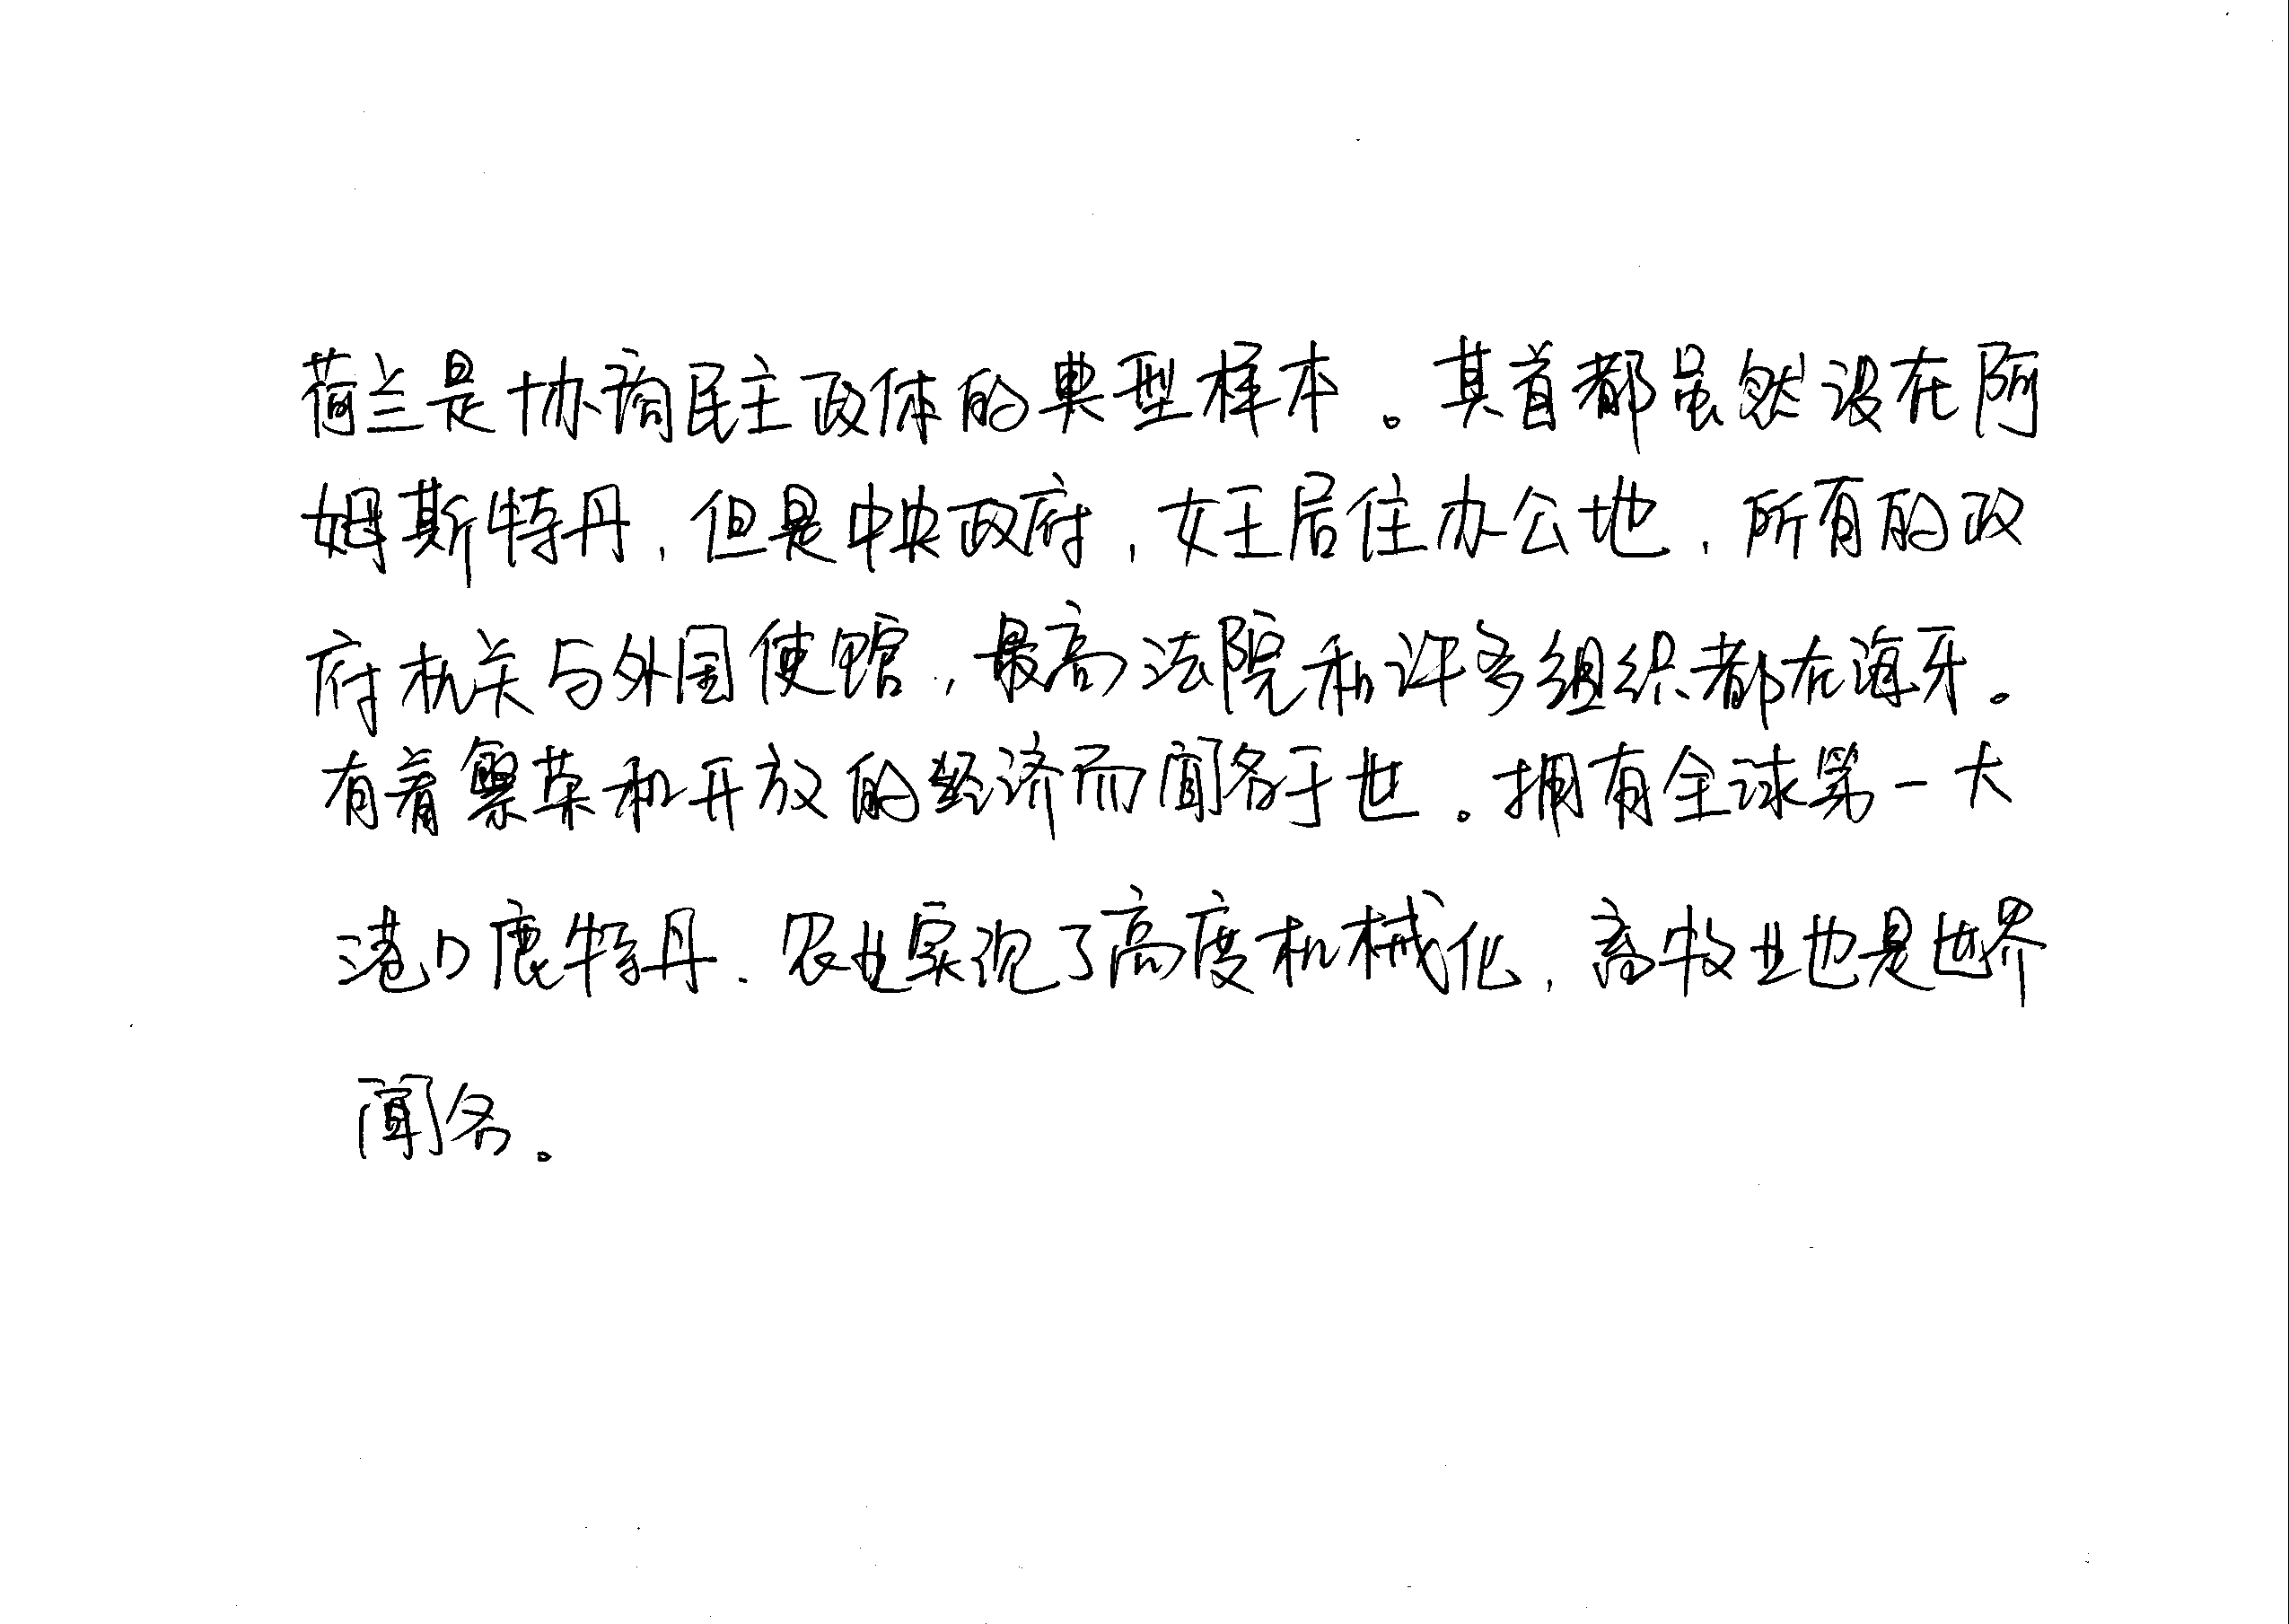 荷兰是协调民主政体的典型样本。其首都虽然设在阿
姆斯特丹，但是中央政府，女王居住办公地，所有的政
府机关与外国使馆，最高法院和许多组织都在海牙。
有着繁荣和开放的经济而闻名于世。拥有全球第一大
港口鹿特丹．农业实现了高度机械化，畜牧业也是世界
闻名。